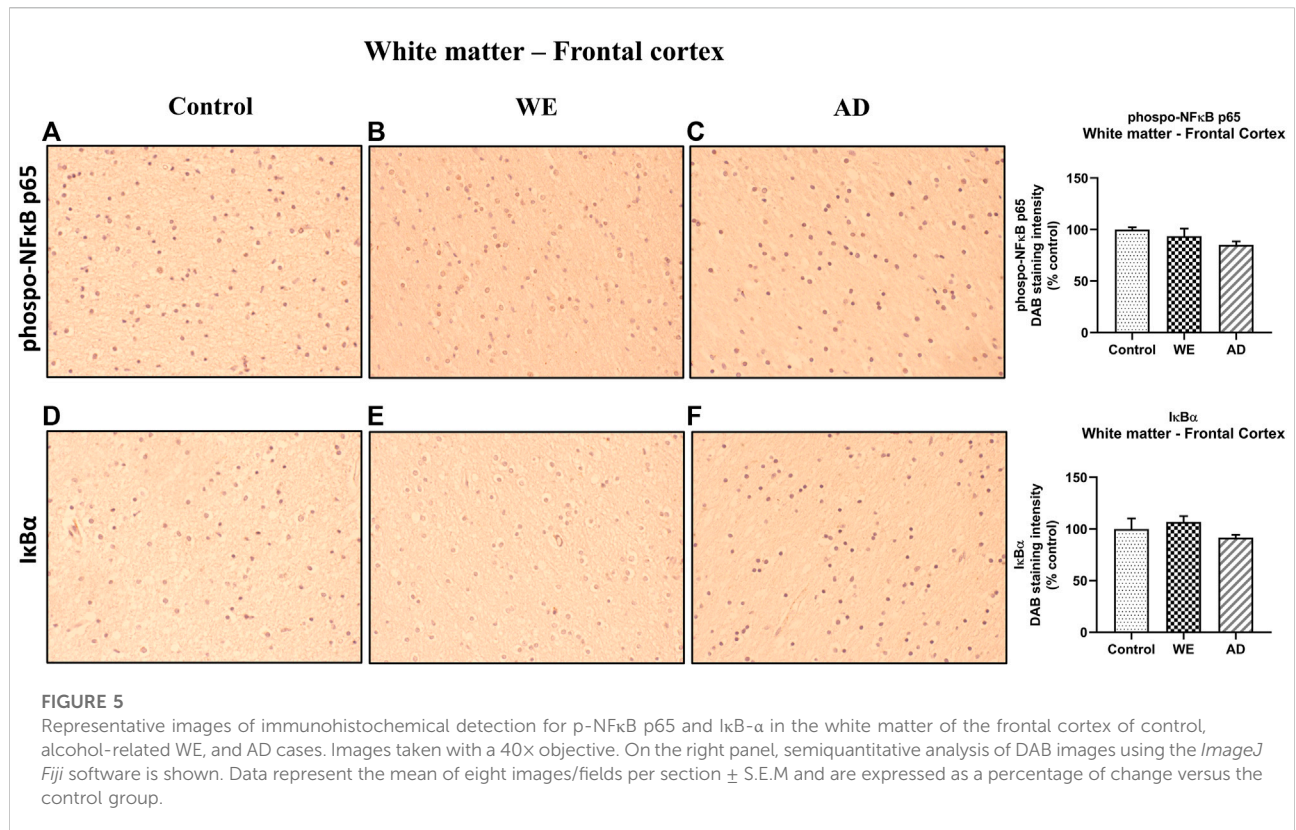 White matter – Frontal cortex
Control
WE
AD
A
B
C
phospo-NFκB p65
phospo-NFκB p65
White matter - Frontal Cortex
phospo-NFκB p65
DAB staining intensity
(% control)
150
100
50
0
Control WE AD
D
E
F
IκBα
IκBα
White matter - Frontal Cortex
IκBα
DAB staining intensity
(% control)
150
100
50
0
Control WE AD
FIGURE 5
Representative images of immunohistochemical detection for p-NFκB p65 and IκB-α in the white matter of the frontal cortex of control,
alcohol-related WE, and AD cases. Images taken with a 40× objective. On the right panel, semiquantitative analysis of DAB images using the ImageJ
Fiji software is shown. Data represent the mean of eight images/fields per section ± S.E.M and are expressed as a percentage of change versus the
control group.